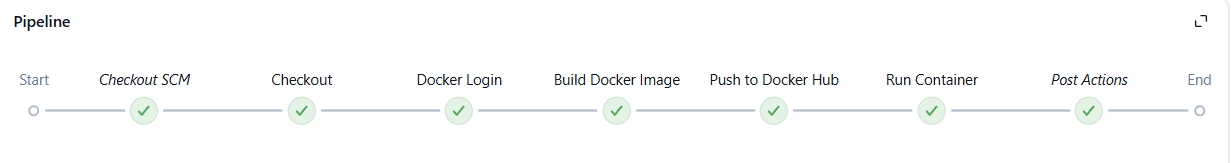 Pipeline
Start Checkout SCM Checkout Docker Login Build Docker Image Push to Docker Hub Run Container Post Actions End